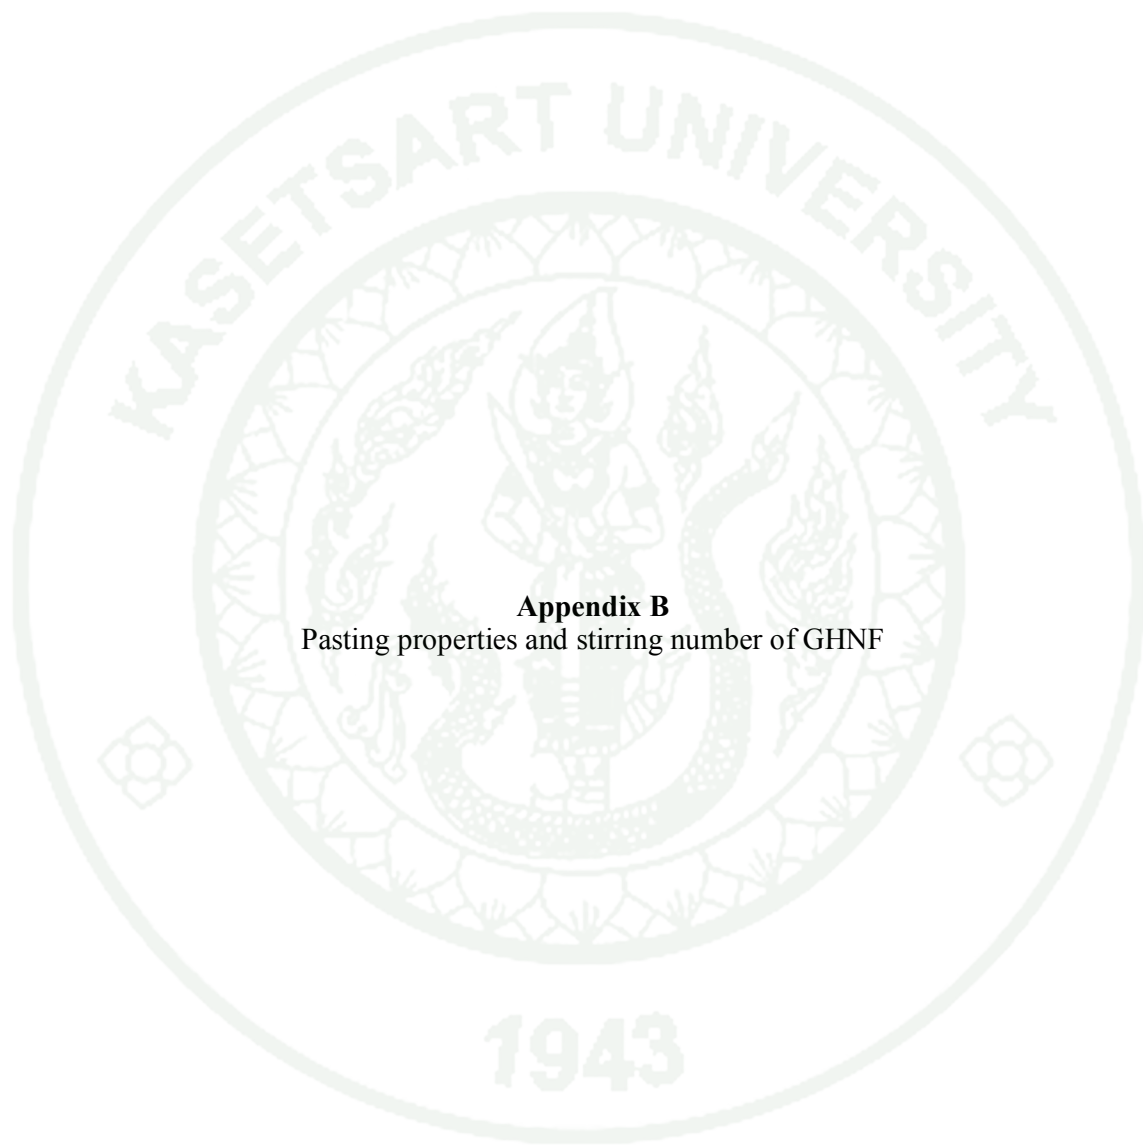 KASETSART UNIVERSITY
Appendix B
Pasting properties and stirring number of GHNF
1943